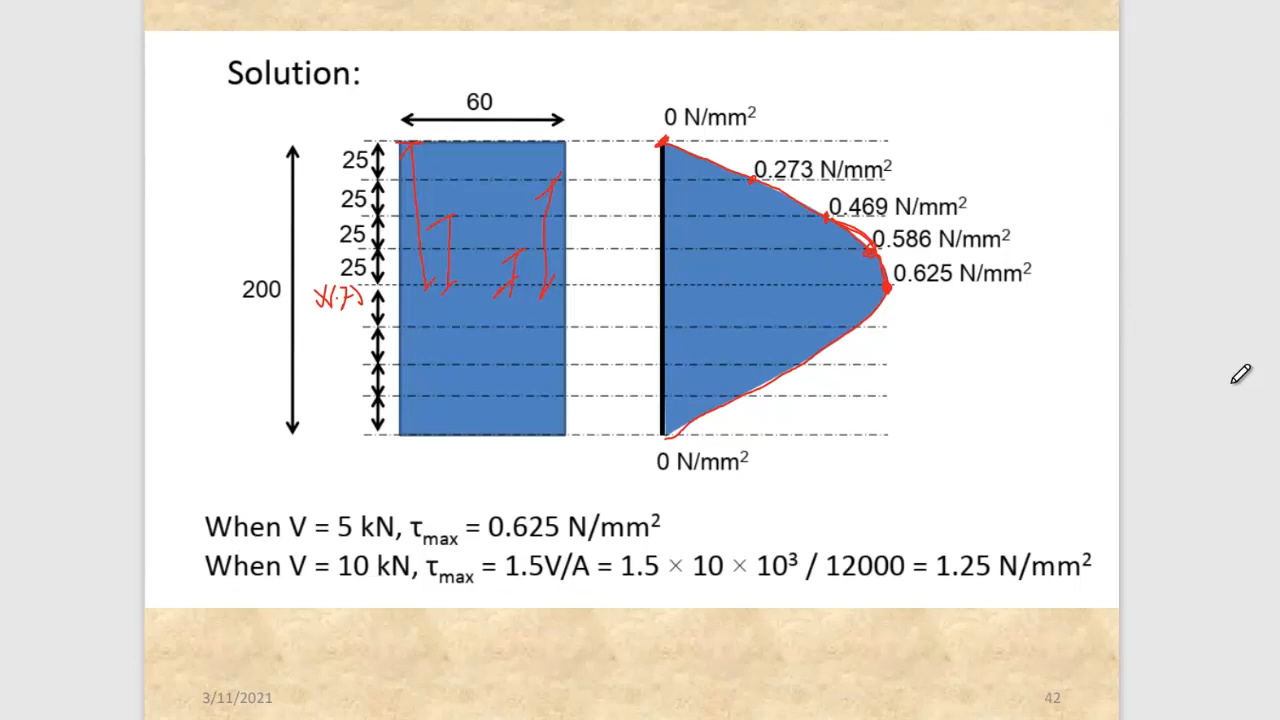 Solution:
60
0 N/mm²
25
0.273 N/mm²
25
0.469 N/mm²
25
0.586 N/mm²
25
0.625 N/mm²
200
0 N/mm²
When V = 5 kN, τmax = 0.625 N/mm²
When V = 10 kN, τmax = 1.5V/A = 1.5 × 10 × 10³ / 12000 = 1.25 N/mm²
3/11/2021
42